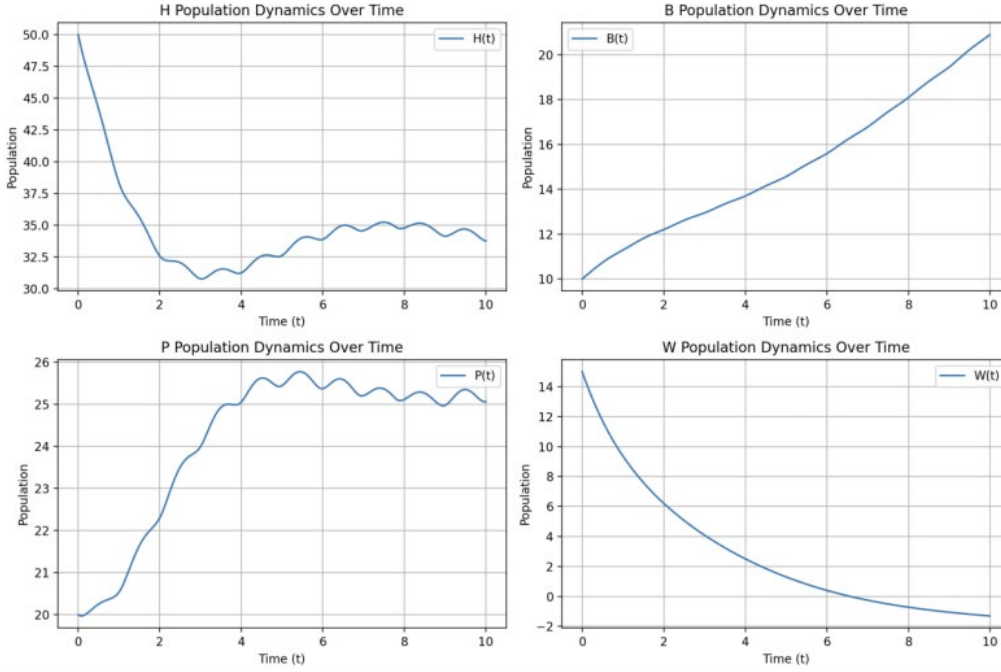 H Population Dynamics Over Time
50.0
47.5
45.0
42.5
40.0
37.5
35.0
32.5
30.0
Population
H(t)
0 2 4 6 8 10
Time (t)
B Population Dynamics Over Time
20
18
16
14
12
10
Population
B(t)
0 2 4 6 8 10
Time (t)
P Population Dynamics Over Time
26
25
24
23
22
21
20
Population
P(t)
0 2 4 6 8 10
Time (t)
W Population Dynamics Over Time
14
12
10
8
6
4
2
0
−2
Population
W(t)
0 2 4 6 8 10
Time (t)